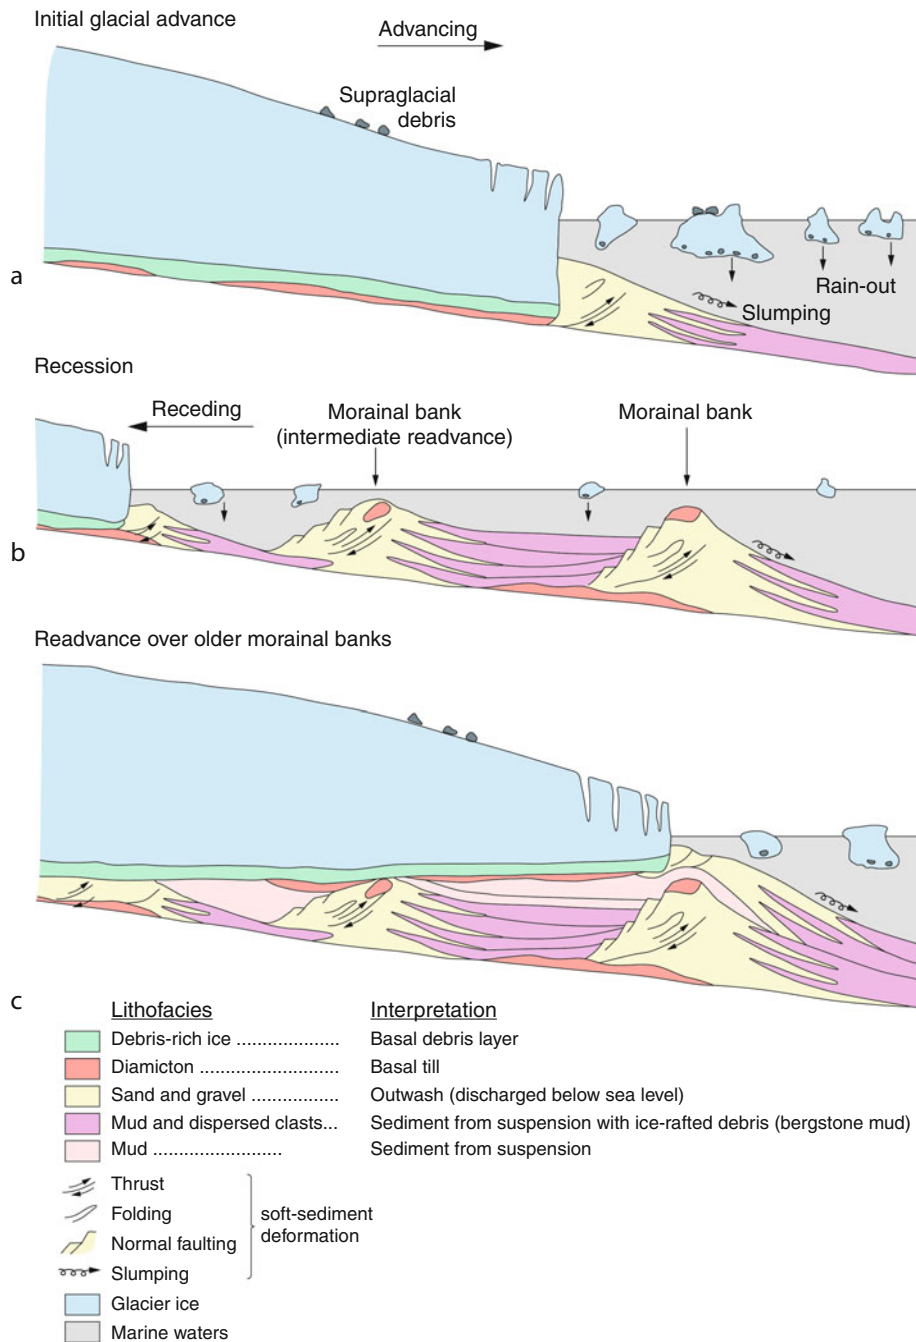 Initial glacial advance
Advancing
Supraglacial
debris
a
Rain-out
Slumping
Recession
Receding
Morainal bank
(intermediate readvance)
Morainal bank
b
Readvance over older morainal banks
c
Lithofacies Interpretation
Debris-rich ice .................... Basal debris layer
Diamicton ........................... Basal till
Sand and gravel ................. Outwash (discharged below sea level)
Mud and dispersed clasts... Sediment from suspension with ice-rafted debris (bergstone mud)
Mud ......................... Sediment from suspension
Thrust
Folding
Normal faulting
Slumping
soft-sediment
deformation
Glacier ice
Marine waters